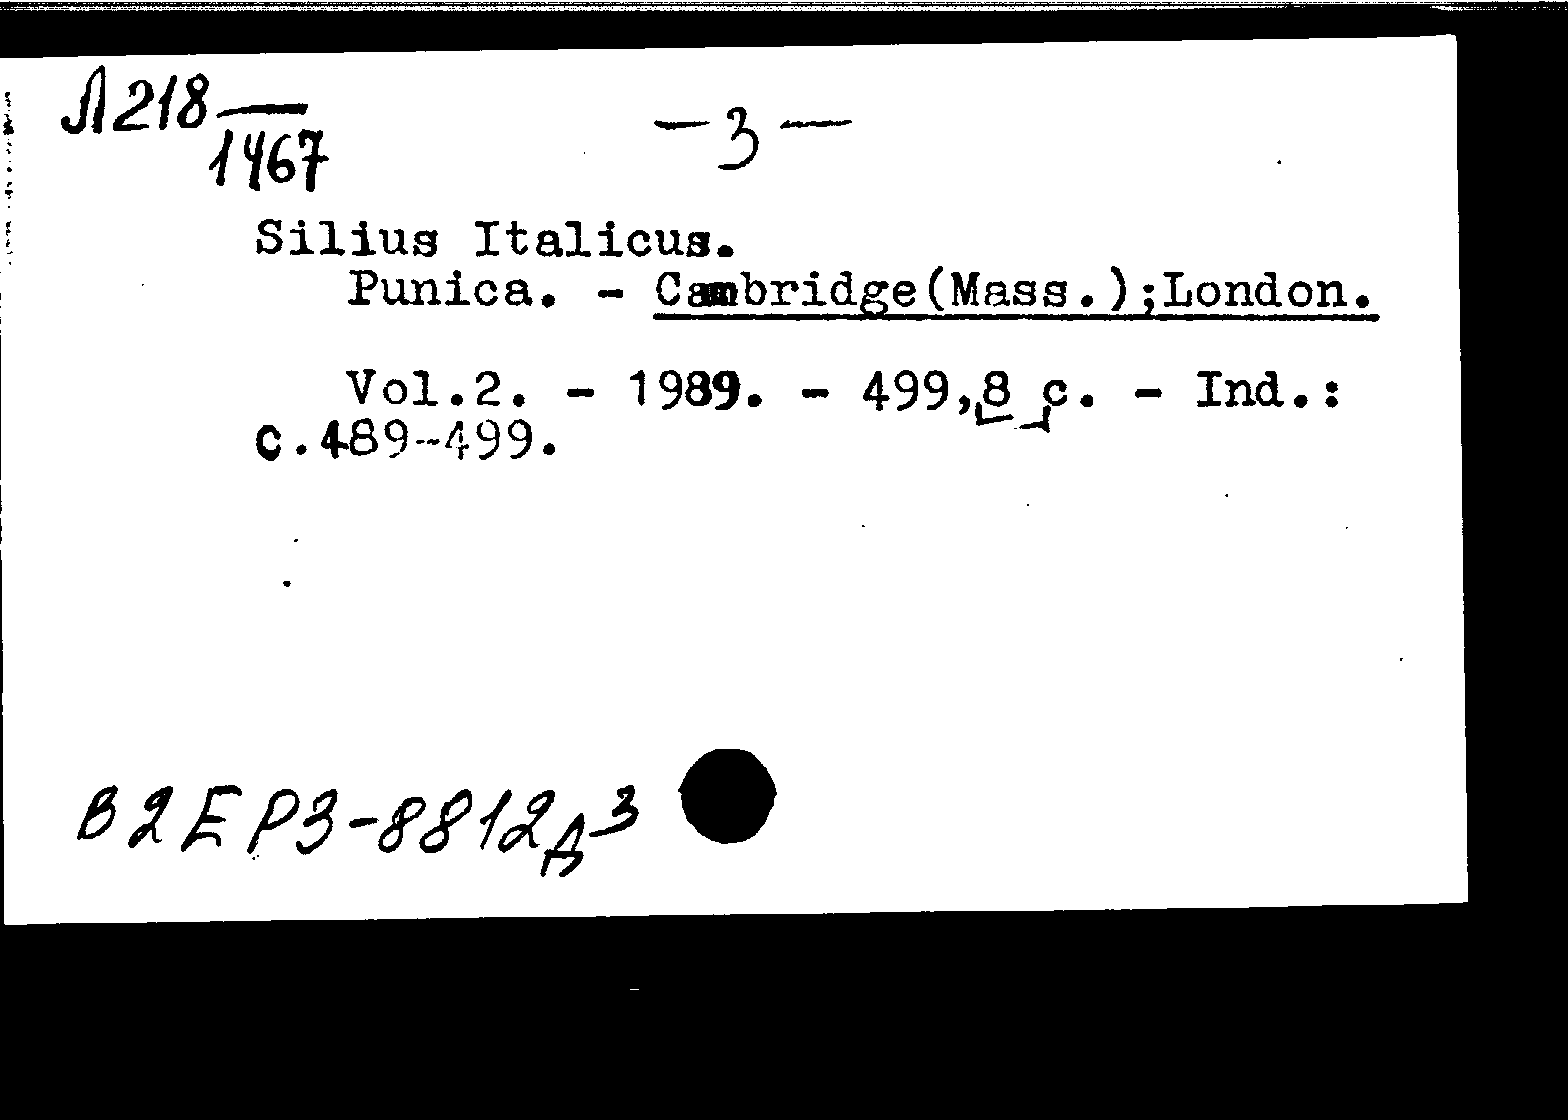 Л218
1467
— 3 —
Silius Italicus.
Punica. - Cambridge(Mass.);London.
Vol.2. - 1989. - 499,8 c. - Ind.:
c.489-499.
В2ЕР3-8812д3